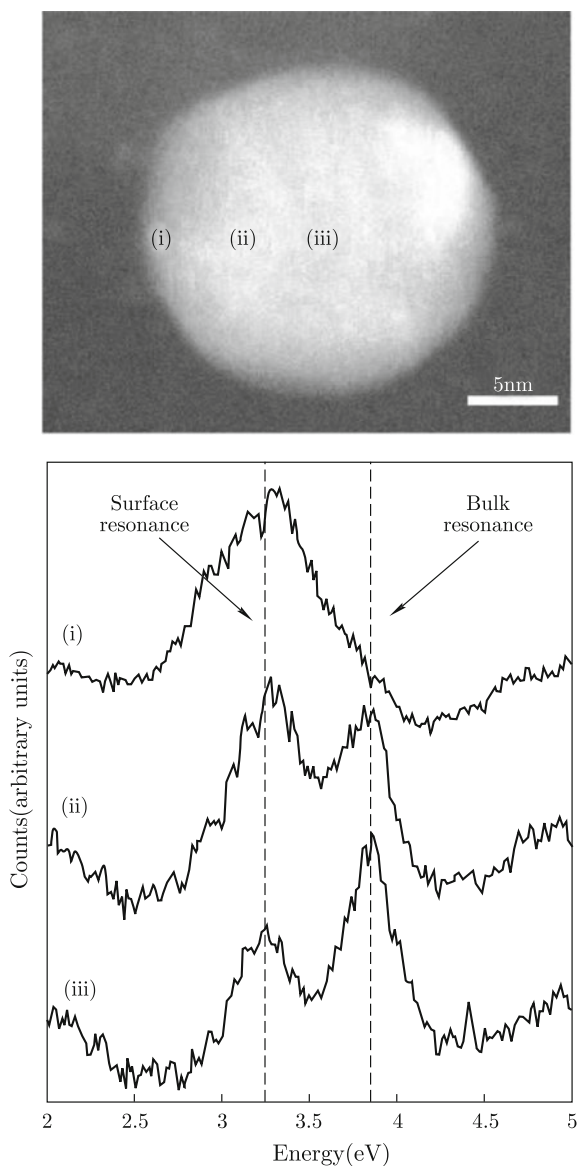 (i) (ii) (iii)
5nm
Surface
resonance
Bulk
resonance
(i)
(ii)
(iii)
Counts(arbitrary units)
2 2.5 3 3.5 4 4.5 5
Energy(eV)